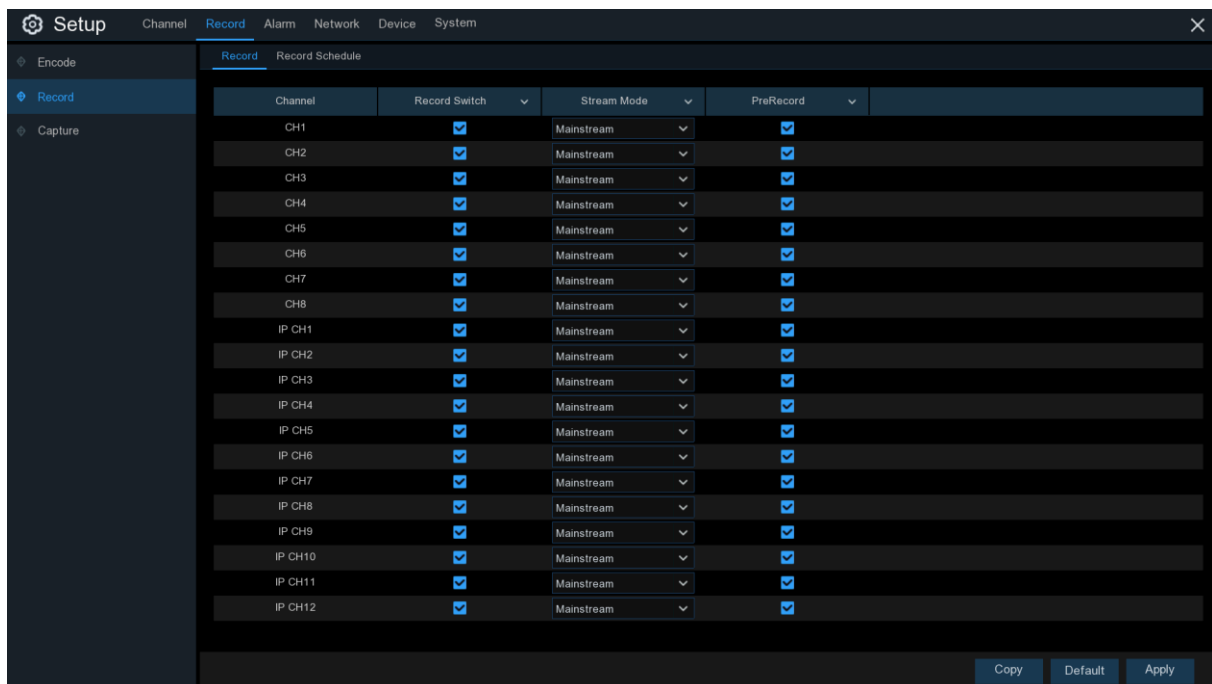 Setup Channel Record Alarm Network Device System
Encode
Record
Capture
Record Record Schedule
Channel Record Switch Stream Mode PreRecord
CH1 Mainstream
CH2 Mainstream
CH3 Mainstream
CH4 Mainstream
CH5 Mainstream
CH6 Mainstream
CH7 Mainstream
CH8 Mainstream
IP CH1 Mainstream
IP CH2 Mainstream
IP CH3 Mainstream
IP CH4 Mainstream
IP CH5 Mainstream
IP CH6 Mainstream
IP CH7 Mainstream
IP CH8 Mainstream
IP CH9 Mainstream
IP CH10 Mainstream
IP CH11 Mainstream
IP CH12 Mainstream
Copy Default Apply